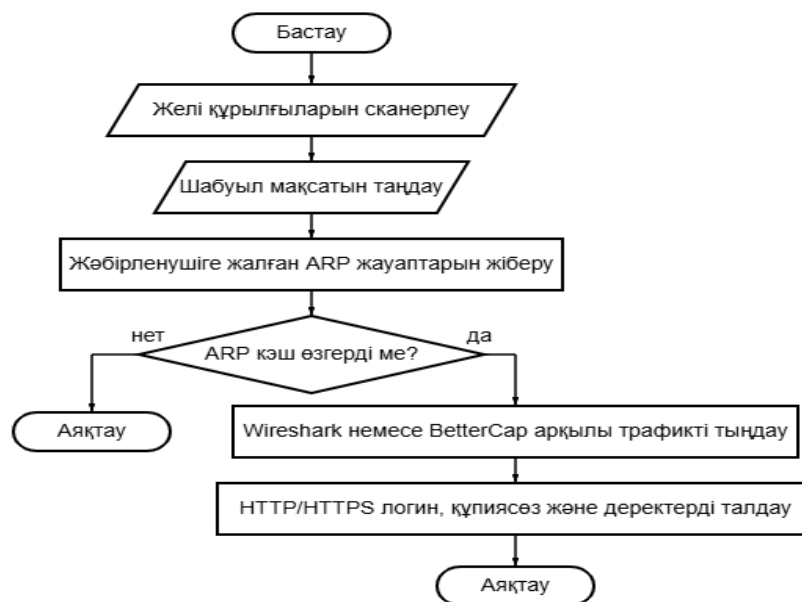 Бастау
Желі құрылғыларын сканерлеу
Шабуыл мақсатын таңдау
Жәбірленушіге жалған ARP жауаптарын жіберу
ARP кэш өзгерді ме?
нет
да
Аяқтау
Wireshark немесе BetterCap арқылы трафикті тыңдау
HTTP/HTTPS логин, құпиясөз және деректерді талдау
Аяқтау